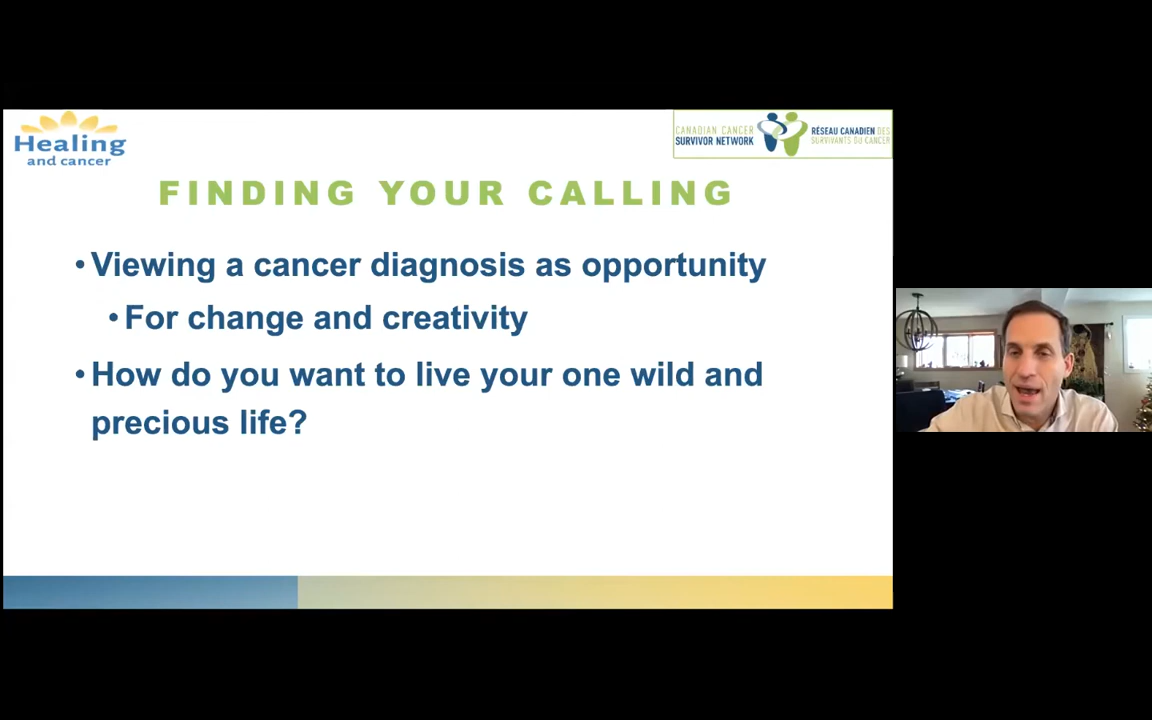 Healing
and cancer
CANADIAN CANCER
SURVIVOR NETWORK
RÉSEAU CANADIEN DES
SURVIVANTS DU CANCER
FINDING YOUR CALLING
•Viewing a cancer diagnosis as opportunity
•For change and creativity
•How do you want to live your one wild and
precious life?